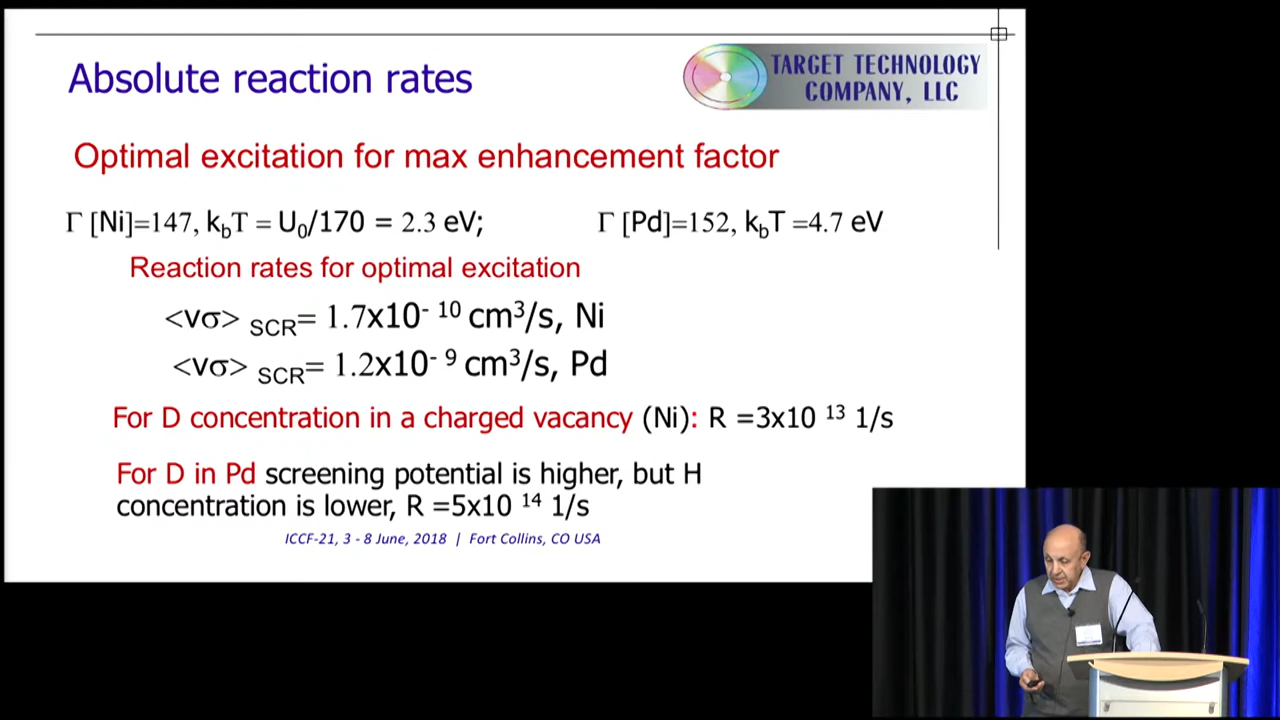 Absolute reaction rates
TARGET TECHNOLOGY
COMPANY, LLC
Optimal excitation for max enhancement factor
Γ [Ni]=147, k_bT = U₀/170 = 2.3 eV; Γ [Pd]=152, k_bT =4.7 eV
Reaction rates for optimal excitation
<vσ> SCR= 1.7x10⁻ ¹⁰ cm³/s, Ni
<vσ> SCR= 1.2x10⁻ ⁹ cm³/s, Pd
For D concentration in a charged vacancy (Ni): R =3x10 ¹³ 1/s
For D in Pd screening potential is higher, but H
concentration is lower, R =5x10 ¹⁴ 1/s
ICCF-21, 3 - 8 June, 2018 | Fort Collins, CO USA